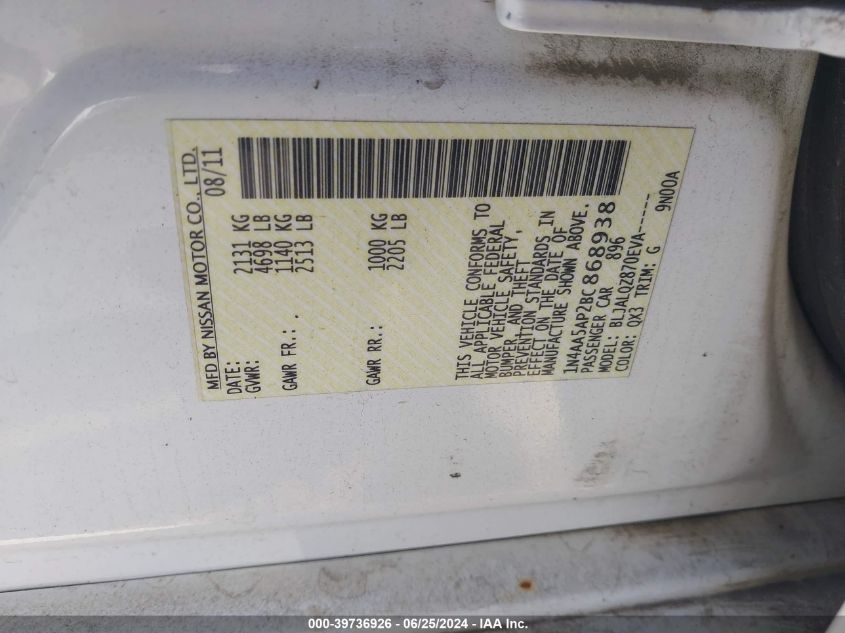 MFD BY NISSAN MOTOR CO., LTD.
DATE: 08/11
GVWR: 2131 KG
4698 LB
GAWR FR.: 1140 KG
2513 LB
GAWR RR.: 1000 KG
2205 LB
THIS VEHICLE CONFORMS TO
ALL APPLICABLE FEDERAL
MOTOR VEHICLE SAFETY,
BUMPER, AND THEFT
PREVENTION STANDARDS IN
EFFECT ON THE DATE OF
MANUFACTURE SHOWN ABOVE.
1N4AA5AP2BC868938
PASSENGER CAR 896
MODEL: BLJALQZ870EVA------
COLOR: QX3 TRIM: G 9N00A
000-39736926 - 06/25/2024 - IAA Inc.